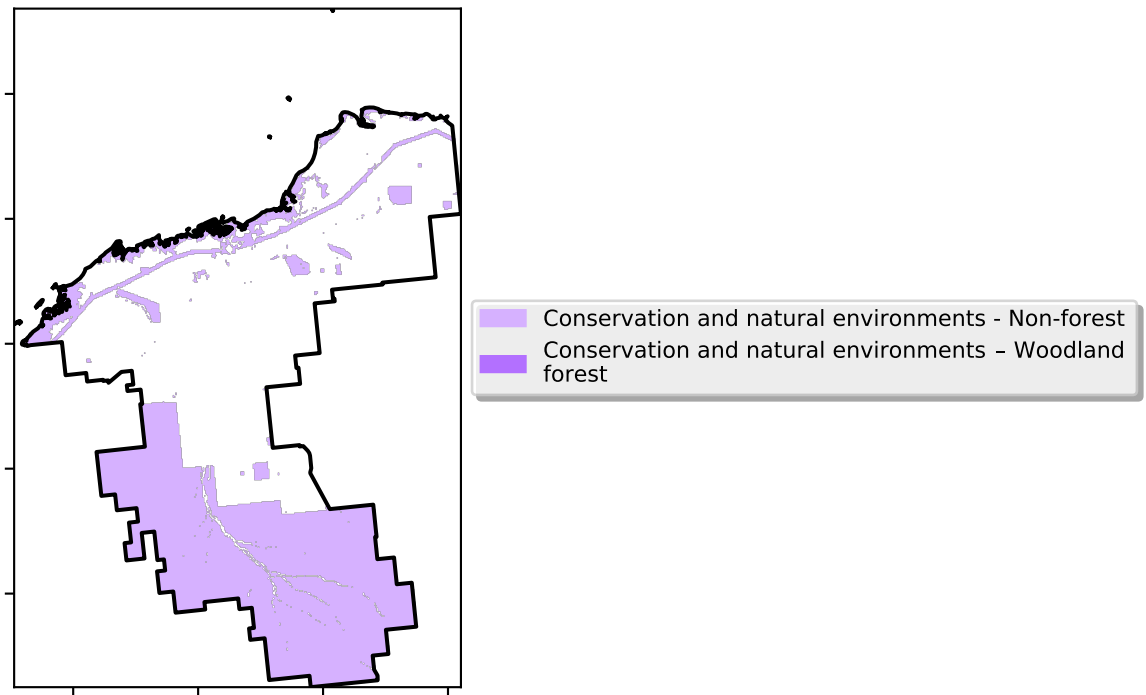 Conservation and natural environments - Non-forest
Conservation and natural environments – Woodland
forest